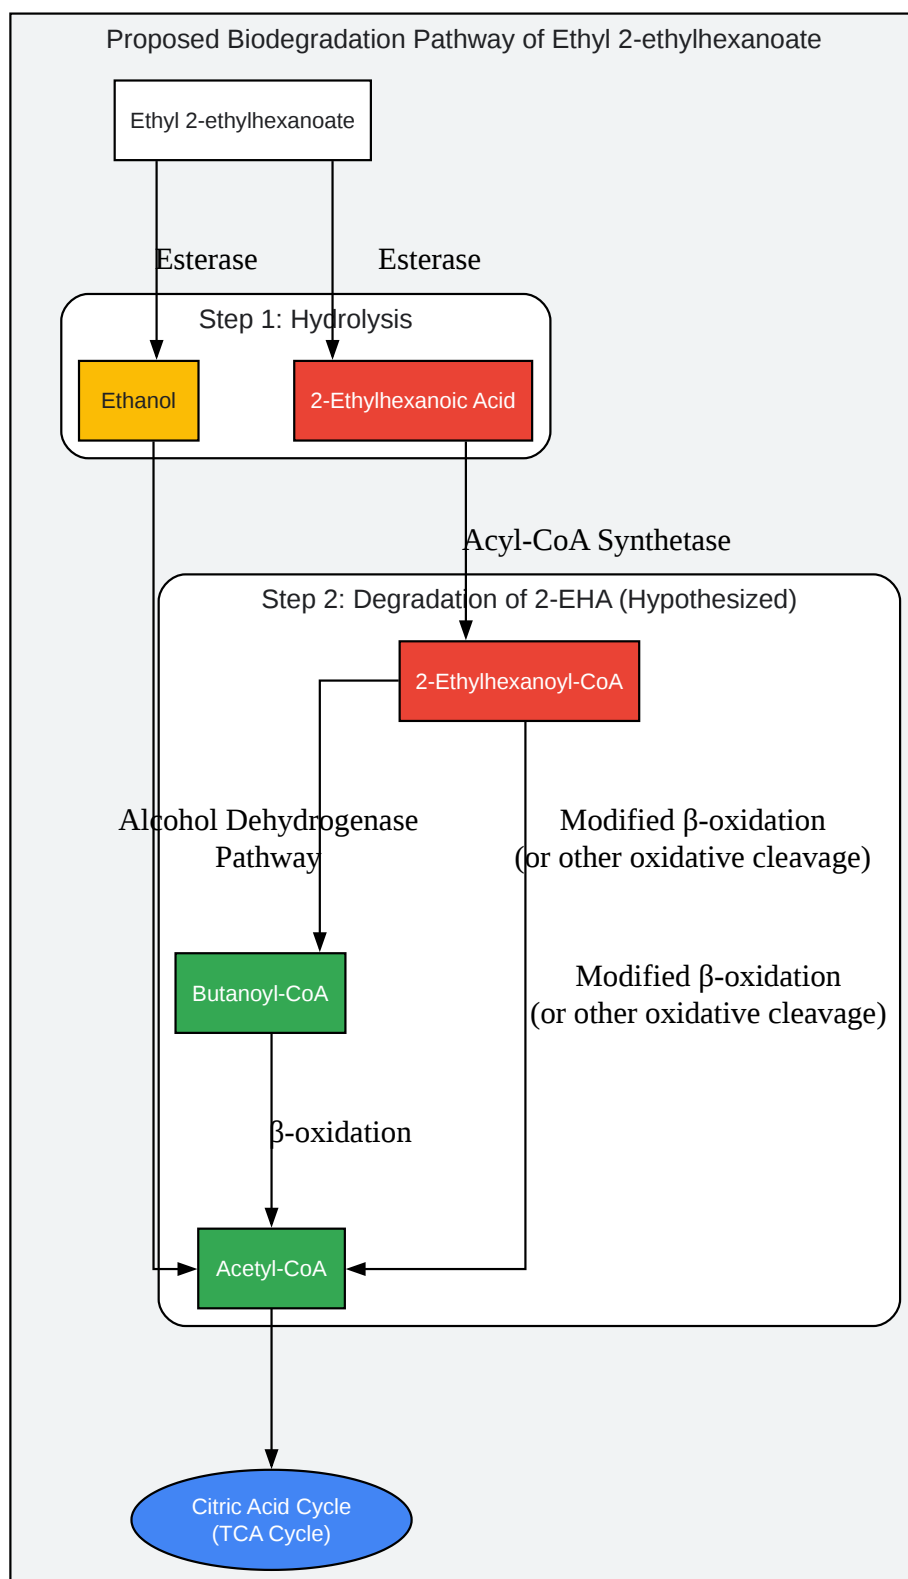 Proposed Biodegradation Pathway of Ethyl 2-ethylhexanoate
Ethyl 2-ethylhexanoate
Esterase
Esterase
Step 1: Hydrolysis
Ethanol
2-Ethylhexanoic Acid
Acyl-CoA Synthetase
Step 2: Degradation of 2-EHA (Hypothesized)
2-Ethylhexanoyl-CoA
Alcohol Dehydrogenase
Pathway
Modified β-oxidation
(or other oxidative cleavage)
Butanoyl-CoA
Modified β-oxidation
(or other oxidative cleavage)
β-oxidation
Acetyl-CoA
Citric Acid Cycle
(TCA Cycle)